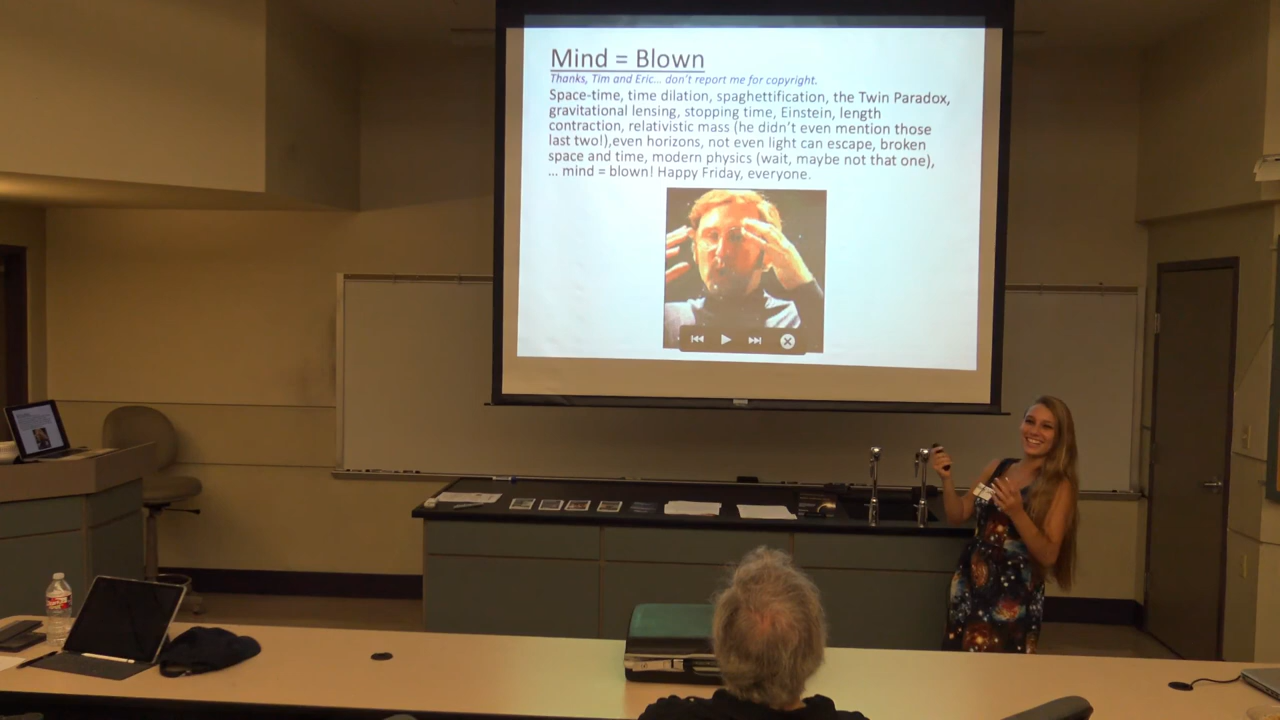 Mind = Blown
Thanks, Tim and Eric... don't report me for copyright.
Space-time, time dilation, spaghettification, the Twin Paradox,
gravitational lensing, stopping time, Einstein, length
contraction, relativistic mass (he didn't even mention those
last two!),even horizons, not even light can escape, broken
space and time, modern physics (wait, maybe not that one),
... mind = blown! Happy Friday, everyone.